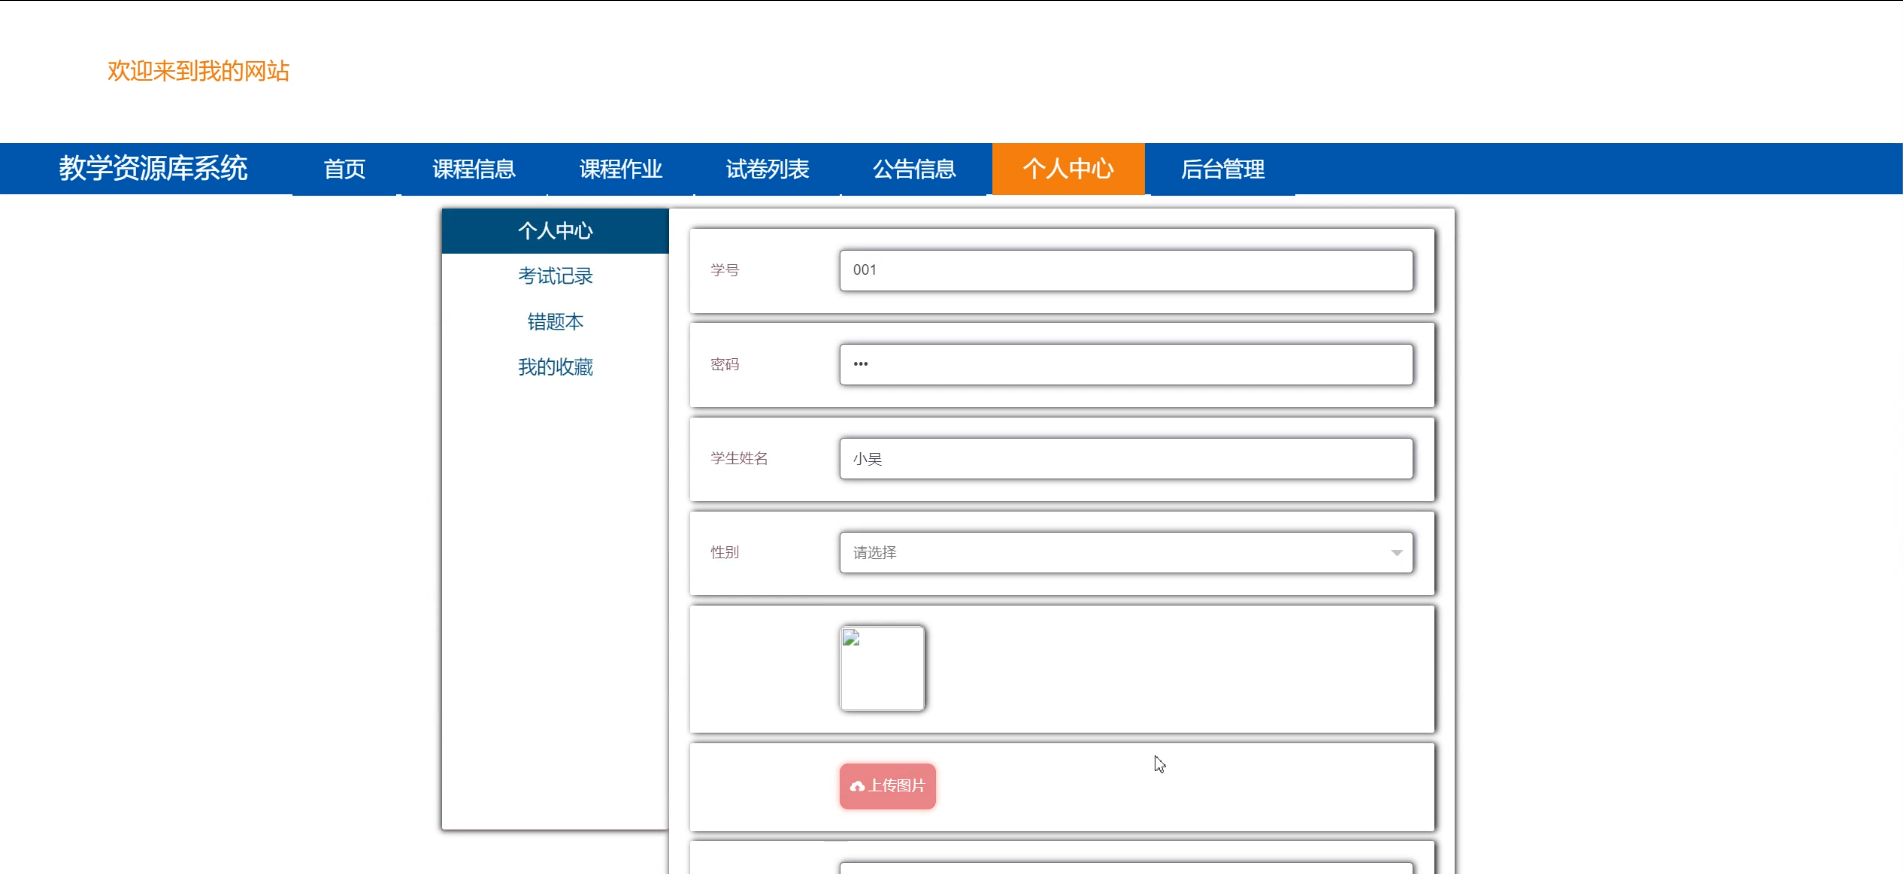 欢迎来到我的网站
教学资源库系统 首页 课程信息 课程作业 试卷列表 公告信息 个人中心 后台管理
个人中心
考试记录
错题本
我的收藏
学号 001
密码 •••
学生姓名 小吴
性别 请选择
上传图片